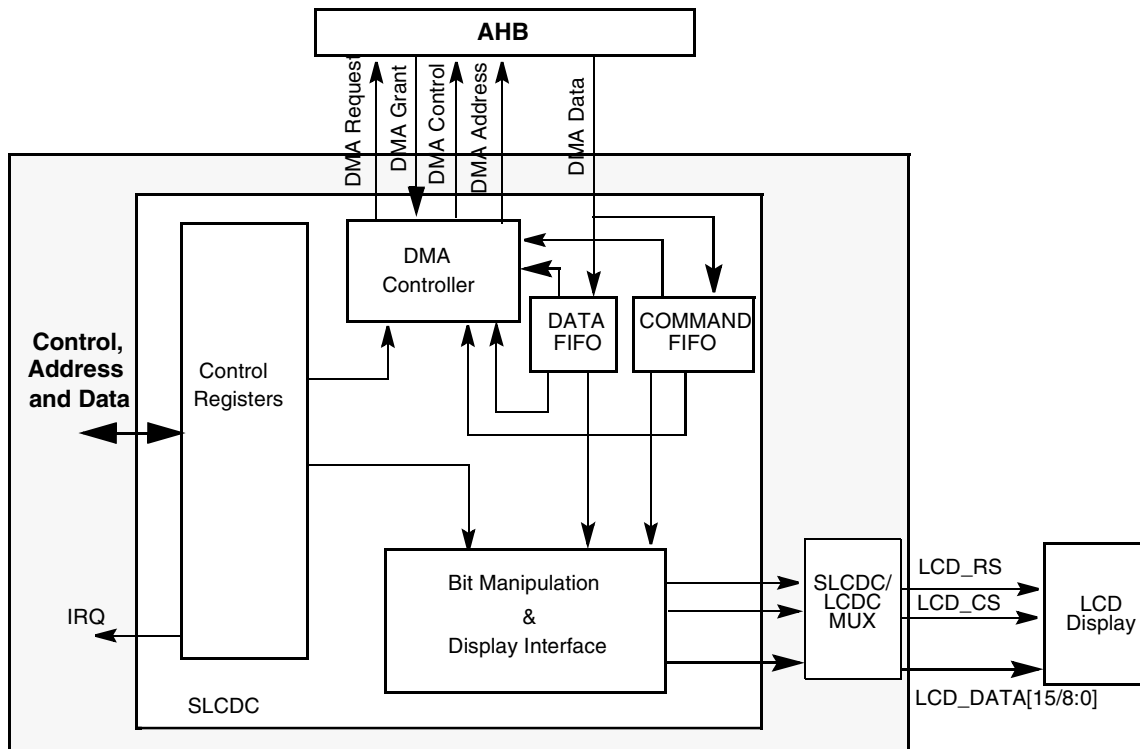 AHB
DMA Request
DMA Grant
DMA Control
DMA Address
DMA Data
DMA
Controller
DATA
FIFO
COMMAND
FIFO
Control,
Address
and Data
Control
Registers
Bit Manipulation
&
Display Interface
SLCDC/
LCDC
MUX
LCD_RS
LCD_CS
LCD
Display
LCD_DATA[15/8:0]
IRQ
SLCDC